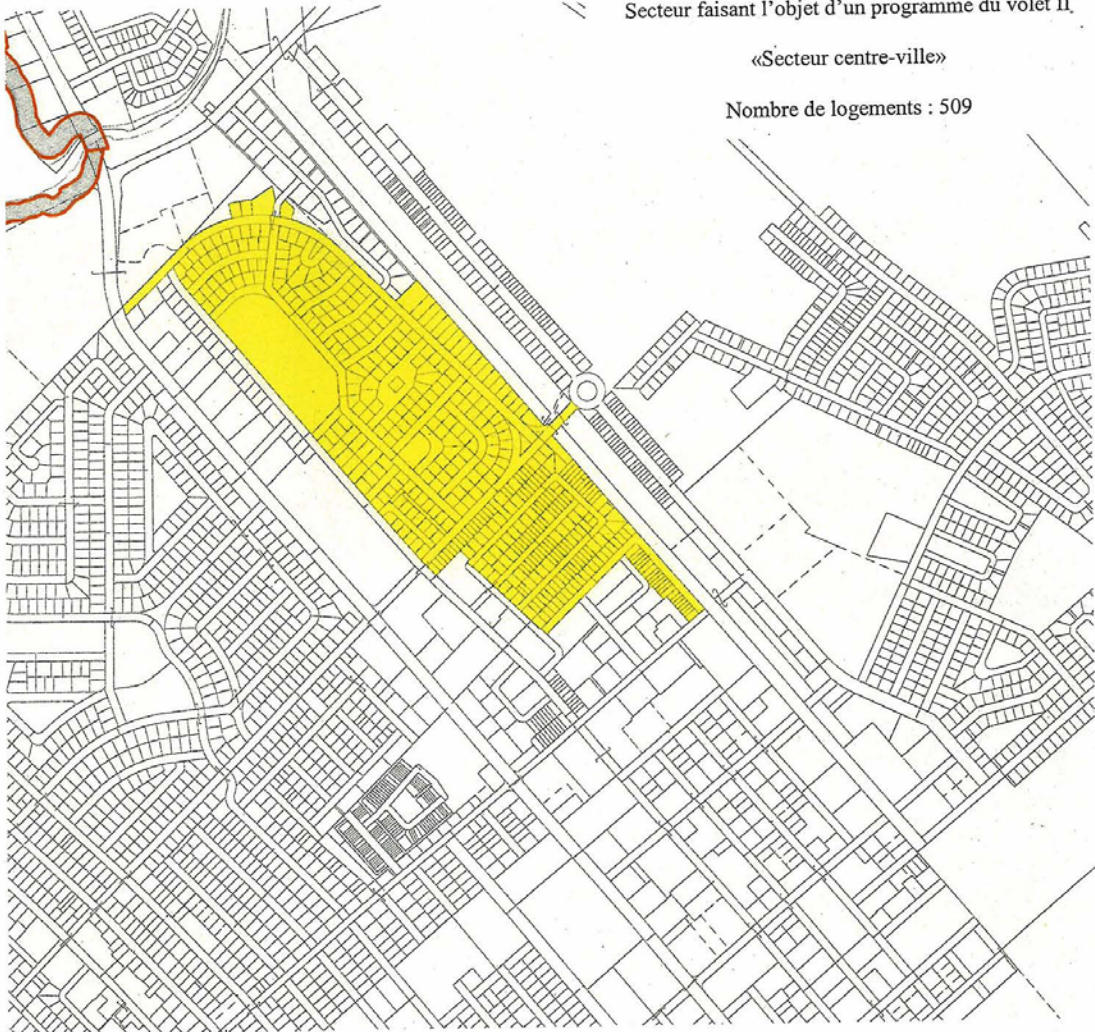 Secteur faisant l'objet d'un programme du volet II
«Secteur centre-ville»
Nombre de logements : 509